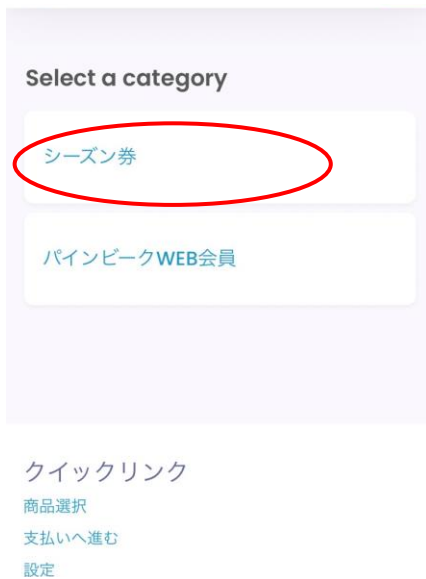 Select a category
シーズン券
パインビークWEB会員
クイックリンク
商品選択
支払いへ進む
設定